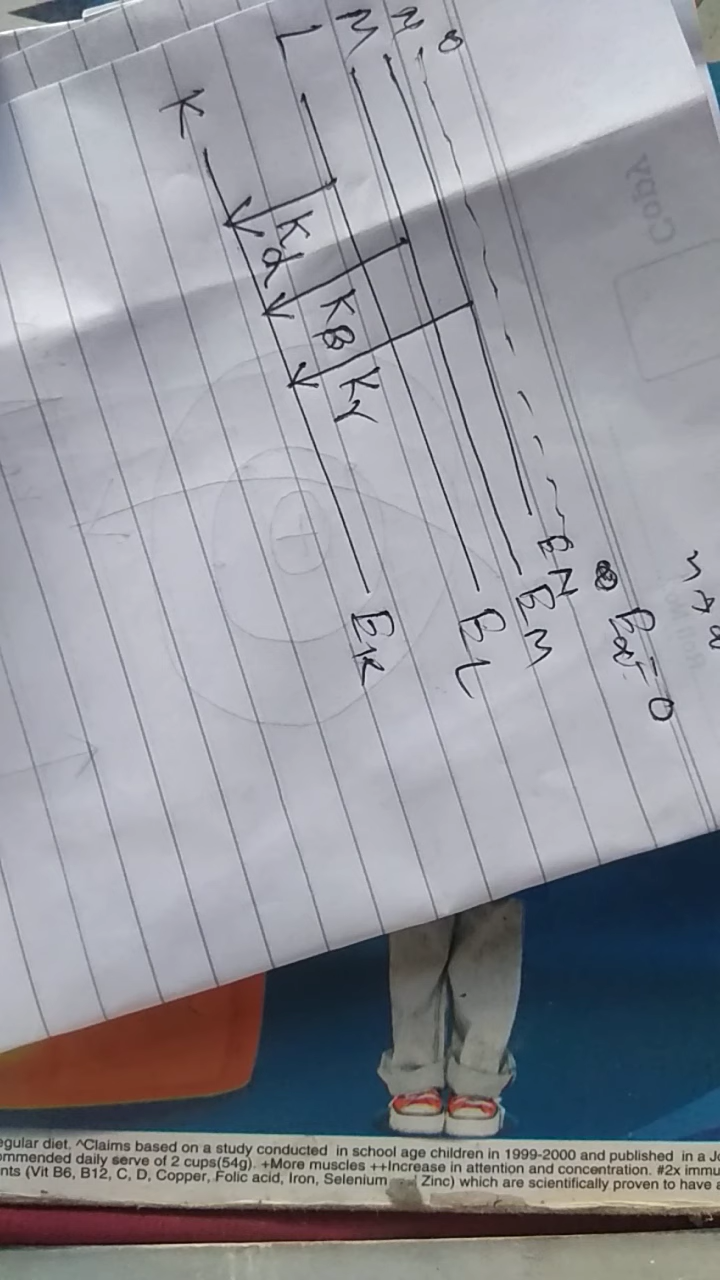 n → ∞
E∞ = 0
∞
N
EN
M
EM
L
EL
Kα
Kβ
Kγ
K
EK
Copy
egular diet. ^Claims based on a study conducted in school age children in 1999-2000 and published in a J
ommended daily serve of 2 cups(54g). +More muscles ++Increase in attention and concentration. #2x immu
nts (Vit B6, B12, C, D, Copper, Folic acid, Iron, Selenium Zinc) which are scientifically proven to have a